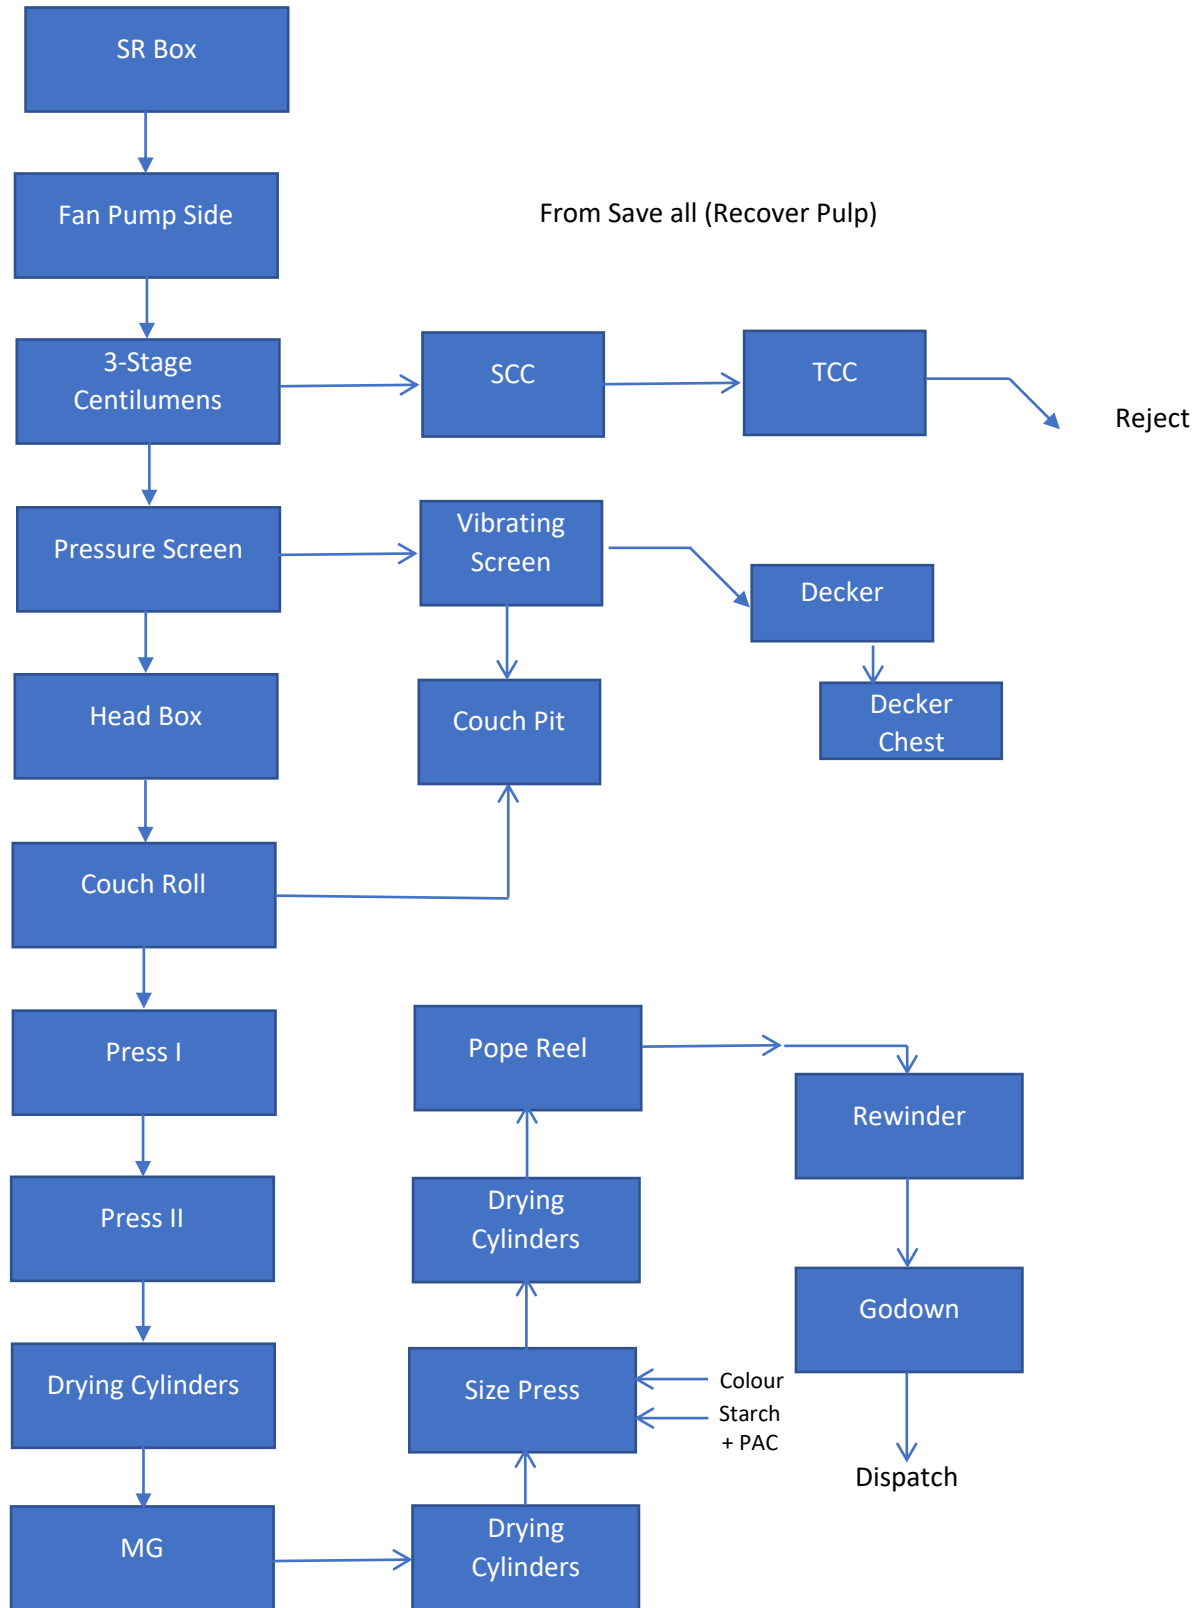 SR Box
Fan Pump Side
From Save all (Recover Pulp)
3-Stage
Centilumens
SCC
TCC
Reject
Pressure Screen
Vibrating
Screen
Decker
Head Box
Couch Pit
Decker
Chest
Couch Roll
Press I
Pope Reel
Rewinder
Press II
Drying
Cylinders
Godown
Drying Cylinders
Size Press
Colour
Starch
+ PAC
Dispatch
MG
Drying
Cylinders